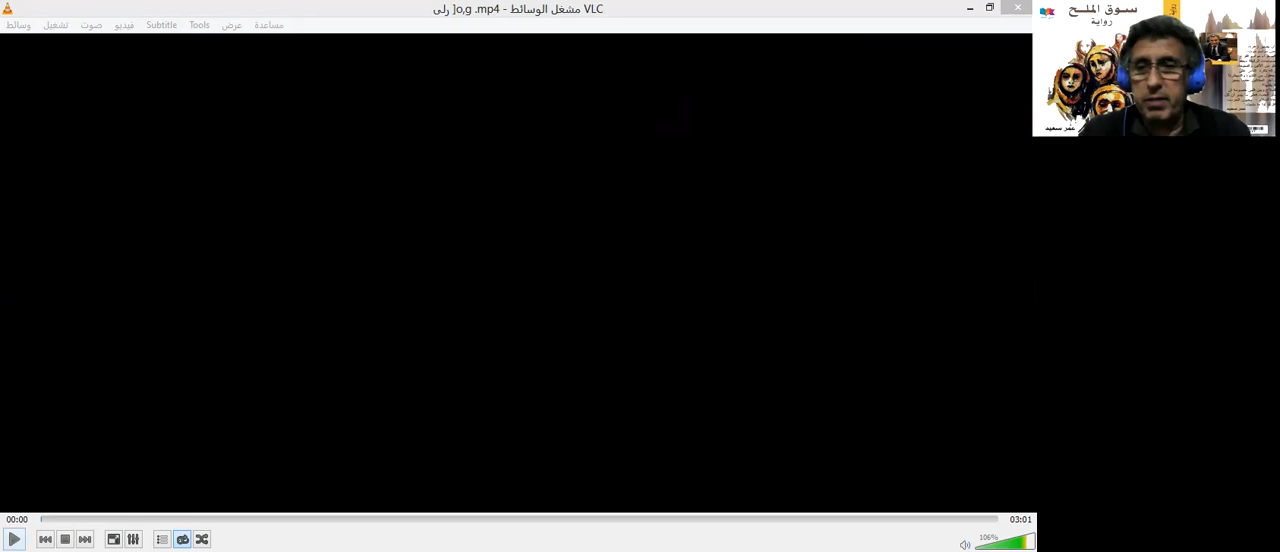 رلى ]o,g .mp4 - مشغل الوسائط VLC
وسائط تشغيل صوت فيديو Subtitle Tools عرض مساعدة
سوق الملح
رواية
عمر سعيد
00:00
03:01
106%